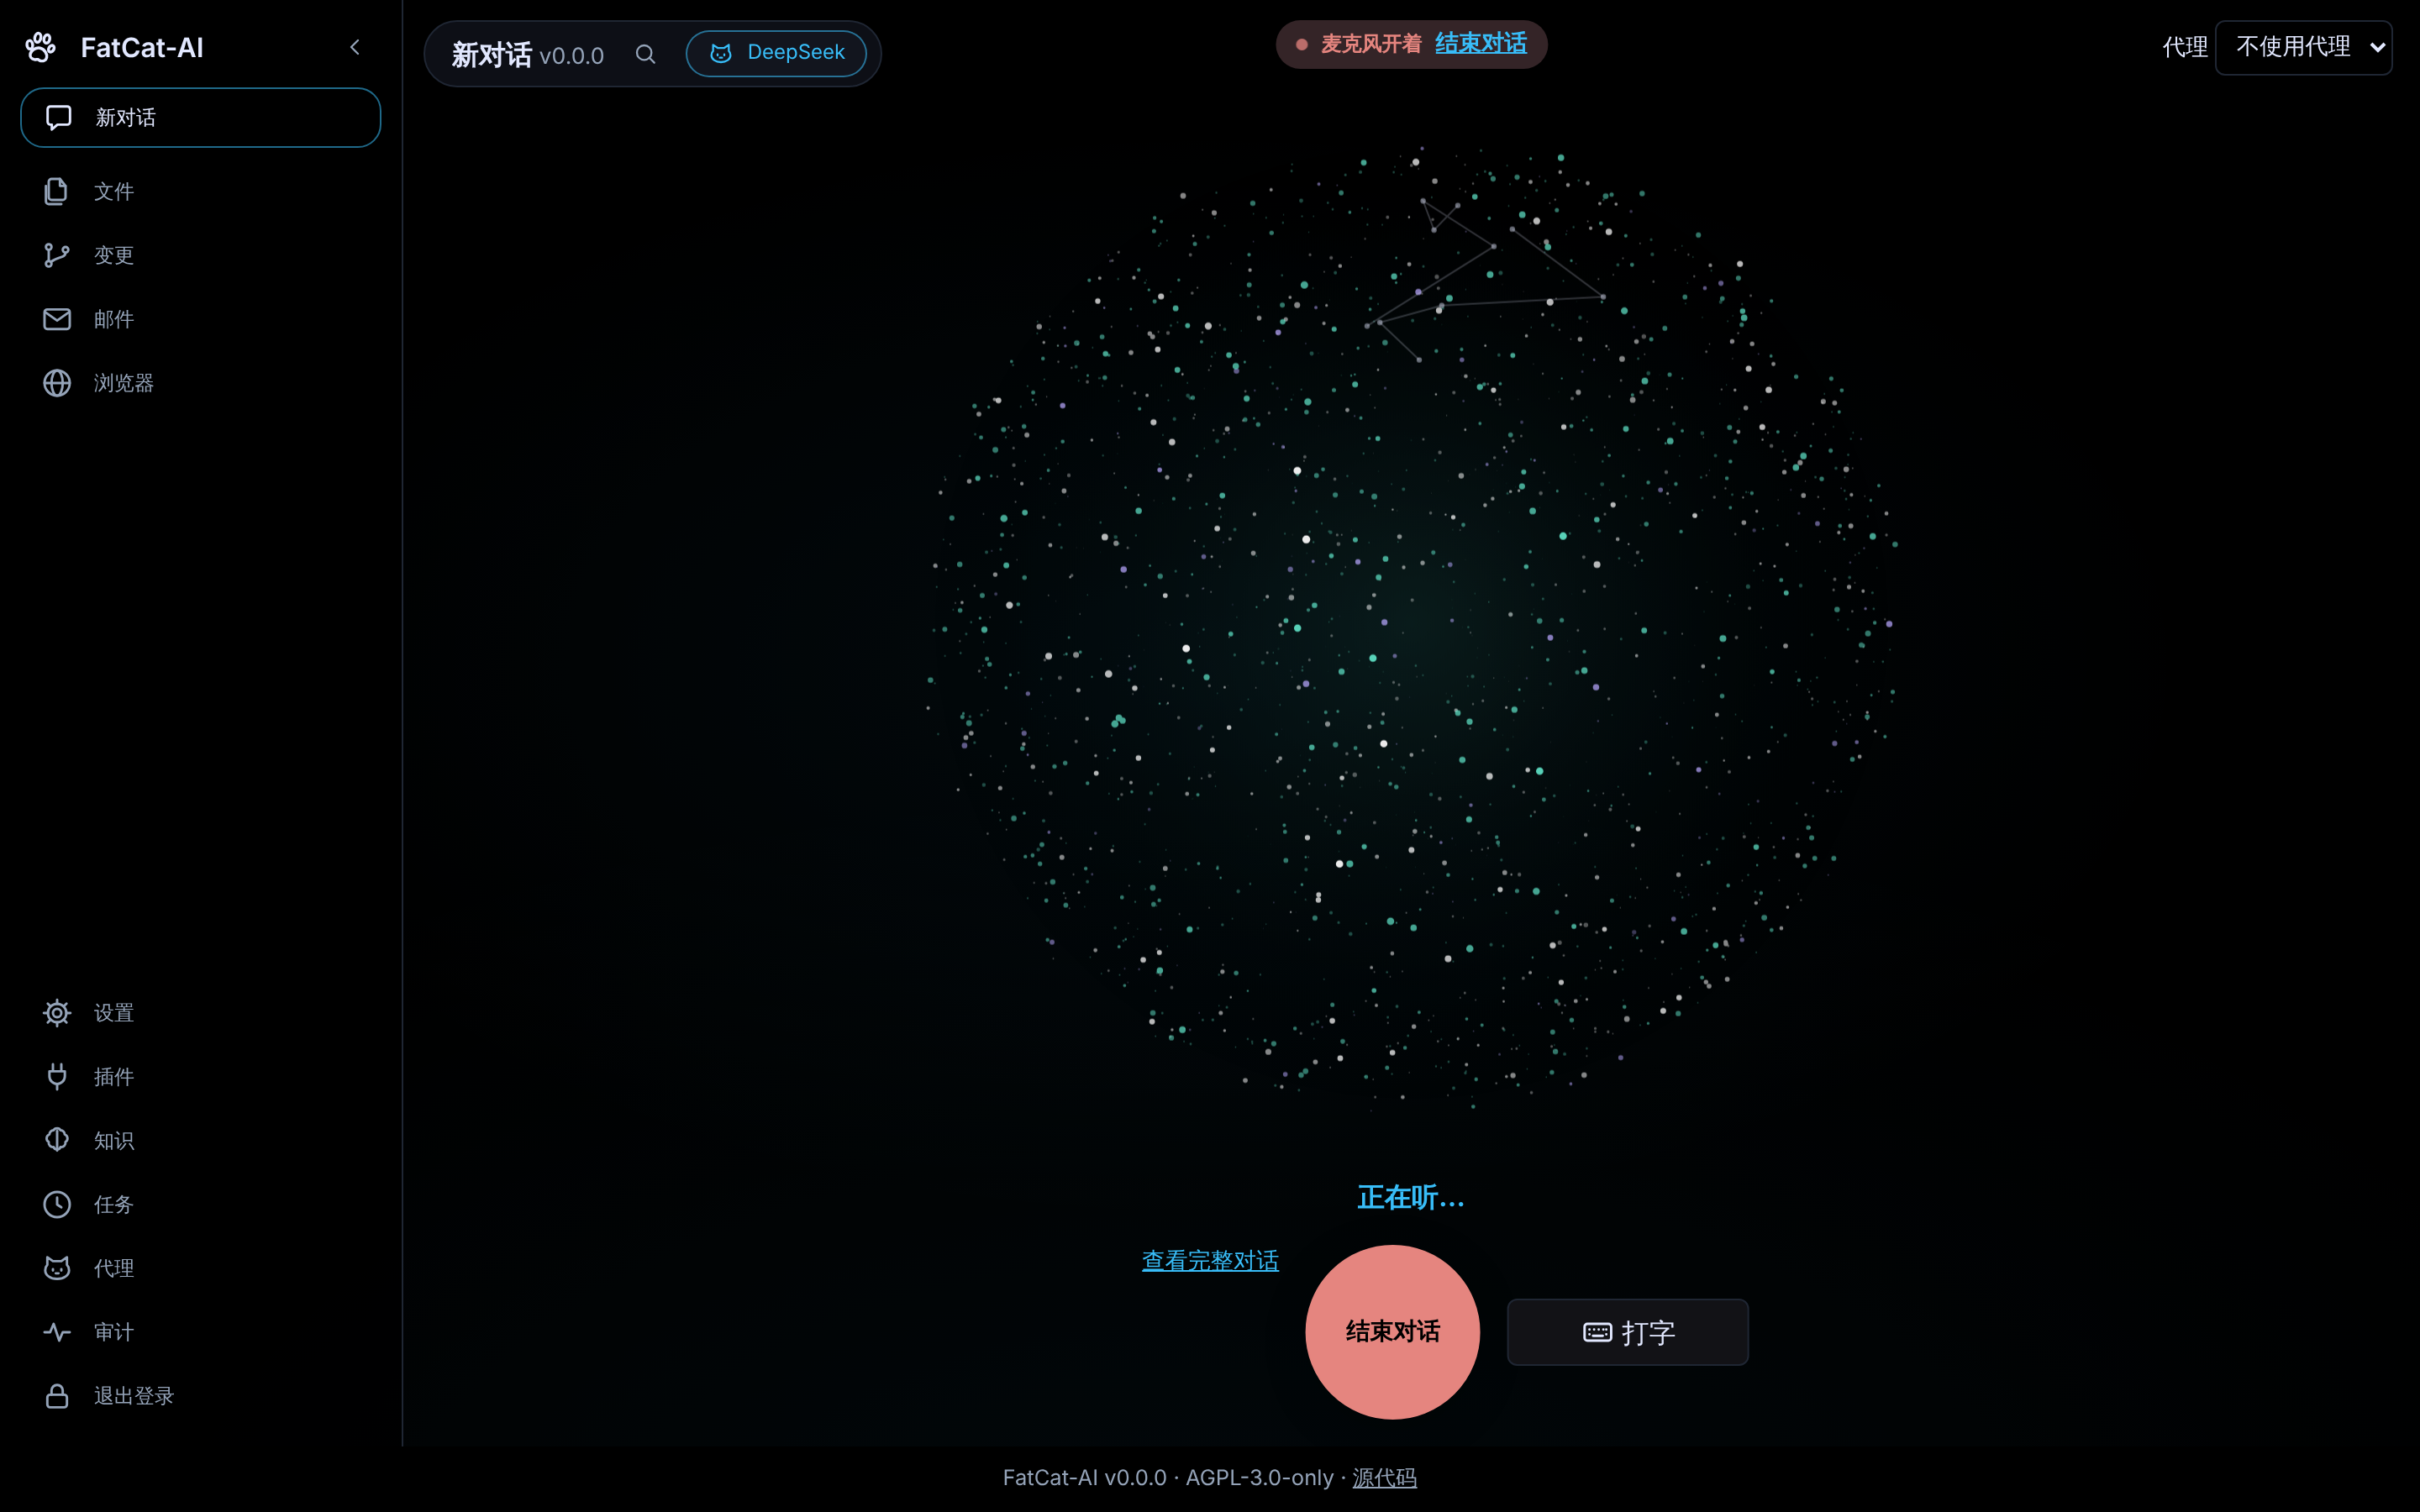 FatCat-AI
新对话
文件
变更
邮件
浏览器
设置
插件
知识
任务
代理
审计
退出登录
新对话 v0.0.0
DeepSeek
麦克风开着 结束对话
代理 不使用代理
正在听...
查看完整对话
结束对话
打字
FatCat-AI v0.0.0 · AGPL-3.0-only · 源代码